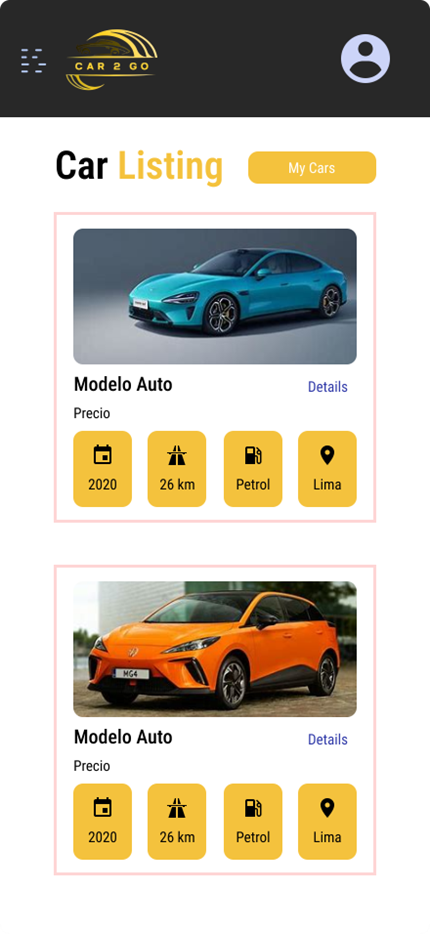 CAR 2 GO
Car Listing
My Cars
Modelo Auto
Details
Precio
2020
26 km
Petrol
Lima
MG4
Modelo Auto
Details
Precio
2020
26 km
Petrol
Lima